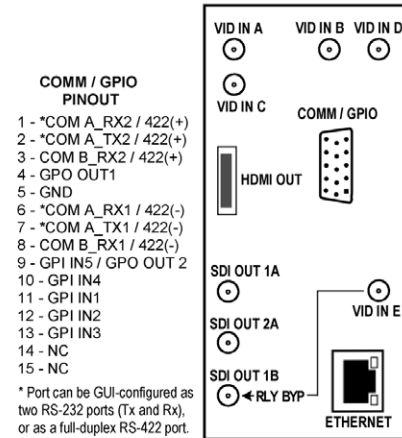 COMM / GPIO
PINOUT
1 - *COM A_RX2 / 422(+)
2 - *COM A_TX2 / 422(+)
3 - COM B_RX2 / 422(+)
4 - GPO OUT1
5 - GND
6 - *COM A_RX1 / 422(-)
7 - *COM A_TX1 / 422(-)
8 - COM B_RX1 / 422(-)
9 - GPI IN5 / GPO OUT 2
10 - GPI IN4
11 - GPI IN1
12 - GPI IN2
13 - GPI IN3
14 - NC
15 - NC
* Port can be GUI-configured as
two RS-232 ports (Tx and Rx),
or as a full-duplex RS-422 port.
VID IN A VID IN B VID IN D
VID IN C
COMM / GPIO
HDMI OUT
SDI OUT 1A
VID IN E
SDI OUT 2A
SDI OUT 1B
RLY BYP
ETHERNET